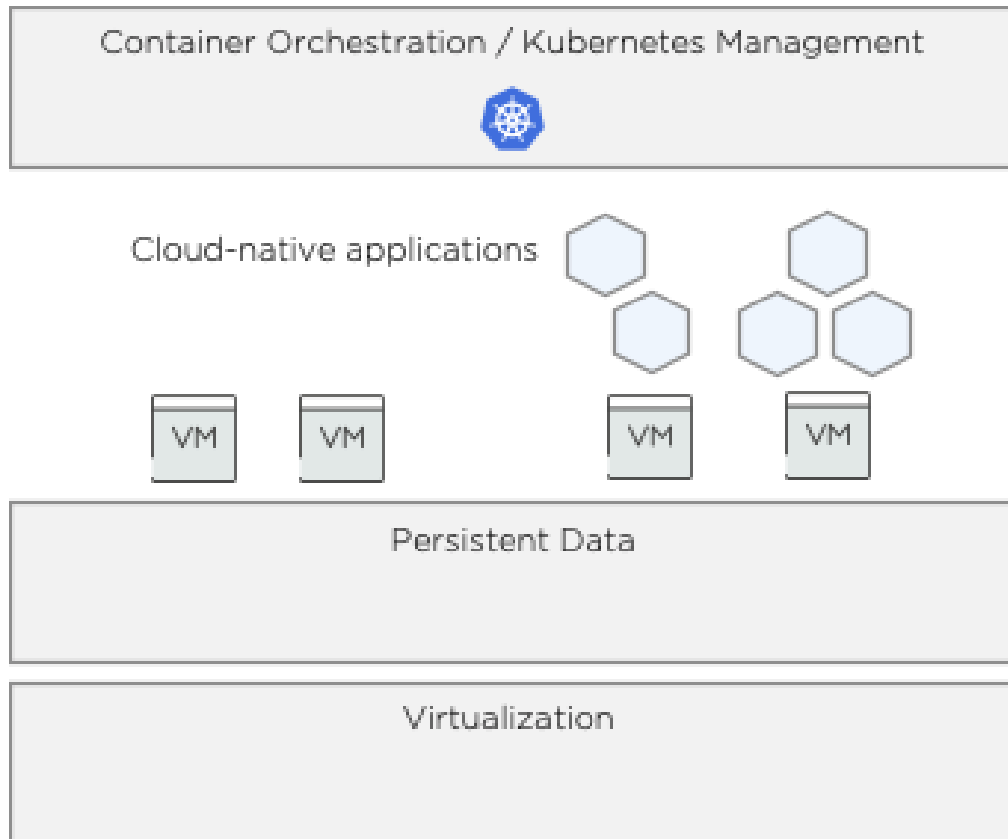 Container Orchestration / Kubernetes Management
Cloud-native applications
VM
VM
VM
VM
Persistent Data
Virtualization